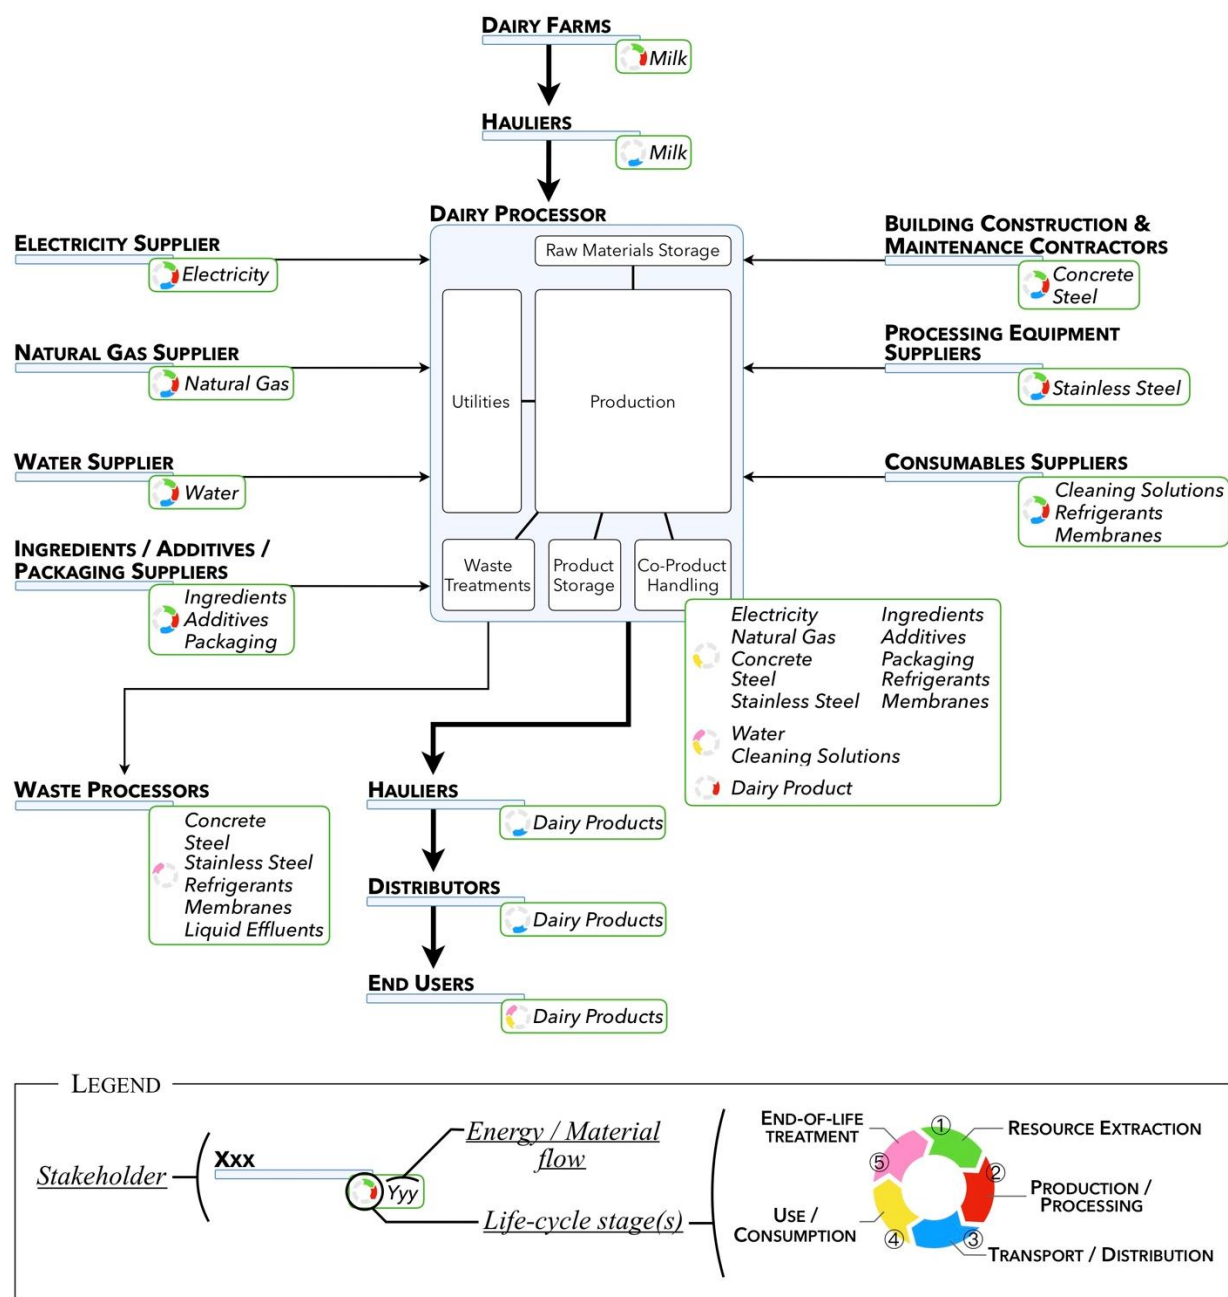 DAIRY FARMS
Milk
HAULIERS
Milk
DAIRY PROCESSOR
Raw Materials Storage
Utilities
Production
Waste
Treatments
Product
Storage
Co-Product
Handling
ELECTRICITY SUPPLIER
Electricity
NATURAL GAS SUPPLIER
Natural Gas
WATER SUPPLIER
Water
INGREDIENTS / ADDITIVES /
PACKAGING SUPPLIERS
Ingredients
Additives
Packaging
BUILDING CONSTRUCTION &
MAINTENANCE CONTRACTORS
Concrete
Steel
PROCESSING EQUIPMENT
SUPPLIERS
Stainless Steel
CONSUMABLES SUPPLIERS
Cleaning Solutions
Refrigerants
Membranes
Electricity
Natural Gas
Concrete
Steel
Stainless Steel
Ingredients
Additives
Packaging
Refrigerants
Membranes
Water
Cleaning Solutions
Dairy Product
WASTE PROCESSORS
Concrete
Steel
Stainless Steel
Refrigerants
Membranes
Liquid Effluents
HAULIERS
Dairy Products
DISTRIBUTORS
Dairy Products
END USERS
Dairy Products
LEGEND
Stakeholder
XXX
Yyy
Energy / Material
flow
Life-cycle stage(s)
END-OF-LIFE
TREATMENT
USE /
CONSUMPTION
① RESOURCE EXTRACTION
② PRODUCTION /
PROCESSING
③ TRANSPORT / DISTRIBUTION
④
⑤